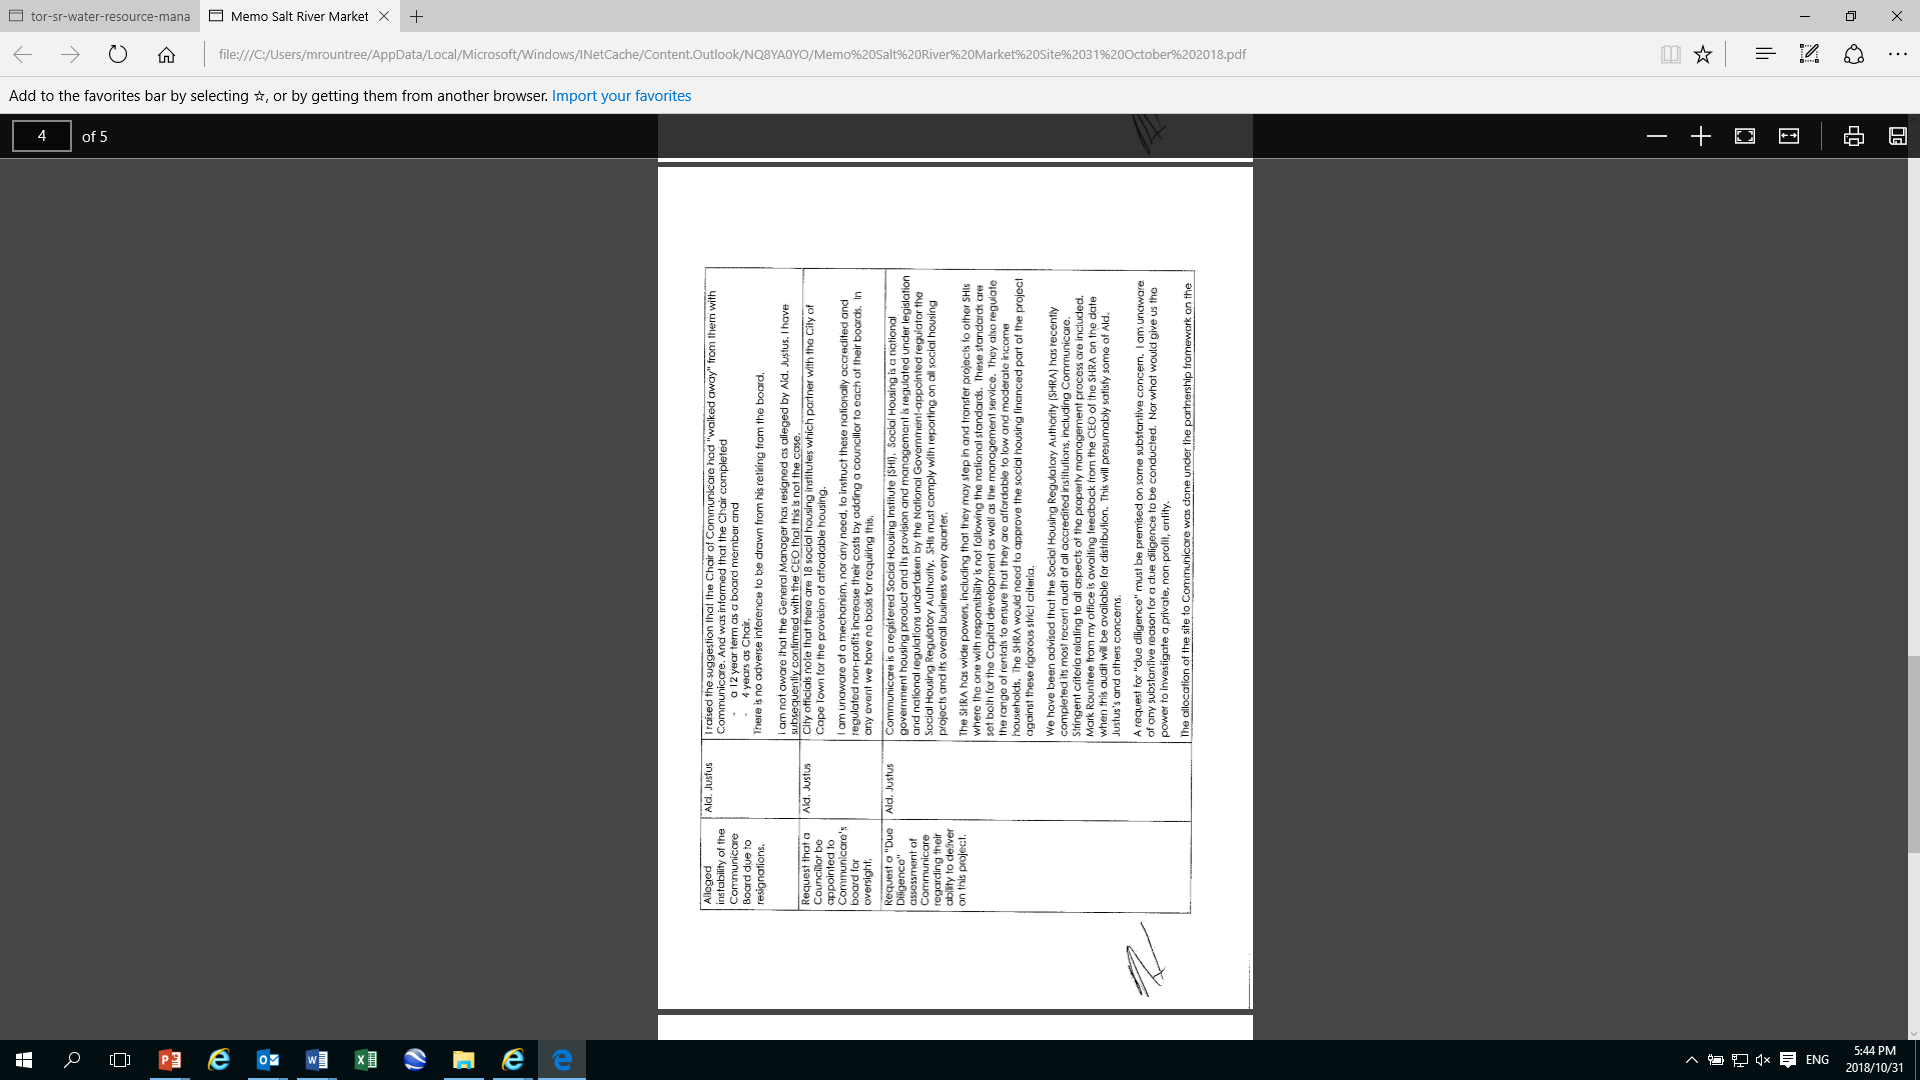 tor-sr-water-resource-mana
Memo Salt River Market
file:///C:/Users/mrountree/AppData/Local/Microsoft/Windows/INetCache/Content.Outlook/NQ8YA0YO/Memo%20Salt%20River%20Market%20Site%2031%20October%202018.pdf
Add to the favorites bar by selecting ☆, or by getting them from another browser. Import your favorites
4 of 5
Alleged
instability of the
Communicare
Board due to
resignations.
Ald. Justus
I raised the suggestion that the Chair of Communicare had "walked away" from them with
Communicare. And was informed that the Chair completed
- a 12 year term as a board member and
- 4 years as Chair.
There is no adverse inference to be drawn from his retiring from the board.
I am not aware that the General Manager has resigned as alleged by Ald. Justus. I have
subsequently confirmed with the CEO that this is not the case.
Request that a
Councillor be
appointed to
Communicare's
board for
oversight.
Ald. Justus
City officials note that there are 18 social housing institutes which partner with the City of
Cape Town for the provision of affordable housing.
I am unaware of a mechanism, nor any need, to instruct these nationally accredited and
regulated non-profits increase their costs by adding a councillor to each of their boards. In
any event we have no basis for requiring this.
Request a "Due
Diligence"
assessment of
Communicare
regarding their
ability to deliver
on this project.
Ald. Justus
Communicare is a registered Social Housing Institute (SHI). Social Housing is a national
government housing product and its provision and management is regulated under legislation
and national regulations undertaken by the National Government-appointed regulator the
Social Housing Regulatory Authority. SHIs must comply with reporting on all social housing
projects and its overall business every quarter.
The SHRA has wide powers, including that they may step in and transfer projects to other SHIs
where the one with responsibility is not following the national standards. These standards are
set both for the Capital development as well as the management service. They also regulate
the range of rentals to ensure that they are affordable to low and moderate income
households. The SHRA would need to approve the social housing financed part of the project
against these rigorous strict criteria.
We have been advised that the Social Housing Regulatory Authority (SHRA) has recently
completed its most recent audit of all accredited institutions, including Communicare.
Stringent criteria relating to all aspects of the property management process are included.
Mark Rountree from my office is awaiting feedback from the CEO of the SHRA on the date
when this audit will be available for distribution. This will presumably satisfy some of Ald.
Justus's and others concerns.
A request for "due diligence" must be premised on some substantive concern. I am unaware
of any substantive reason for a due diligence to be conducted. Nor what would give us the
power to investigate a private, non-profit, entity.
The allocation of the site to Communicare was done under the partnership framework on the
ENG
5:44 PM
2018/10/31